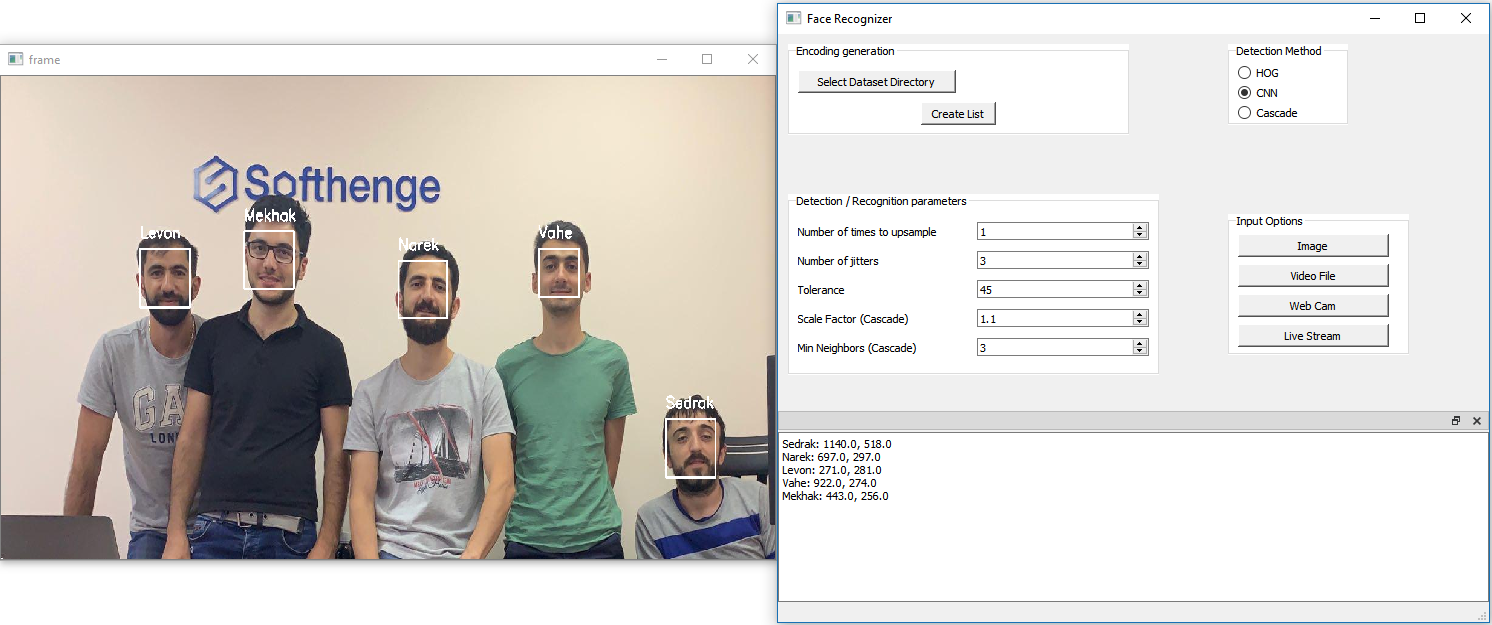 frame
Softhenge
Mekhak
Levon
Vahe
Narek
Sedrak
GA
LON
Face Recognizer
Encoding generation
Select Dataset Directory
Create List
Detection Method
HOG
CNN
Cascade
Detection / Recognition parameters
Number of times to upsample 1
Number of jitters 3
Tolerance 45
Scale Factor (Cascade) 1.1
Min Neighbors (Cascade) 3
Input Options
Image
Video File
Web Cam
Live Stream
Sedrak: 1140.0, 518.0
Narek: 697.0, 297.0
Levon: 271.0, 281.0
Vahe: 922.0, 274.0
Mekhak: 443.0, 256.0